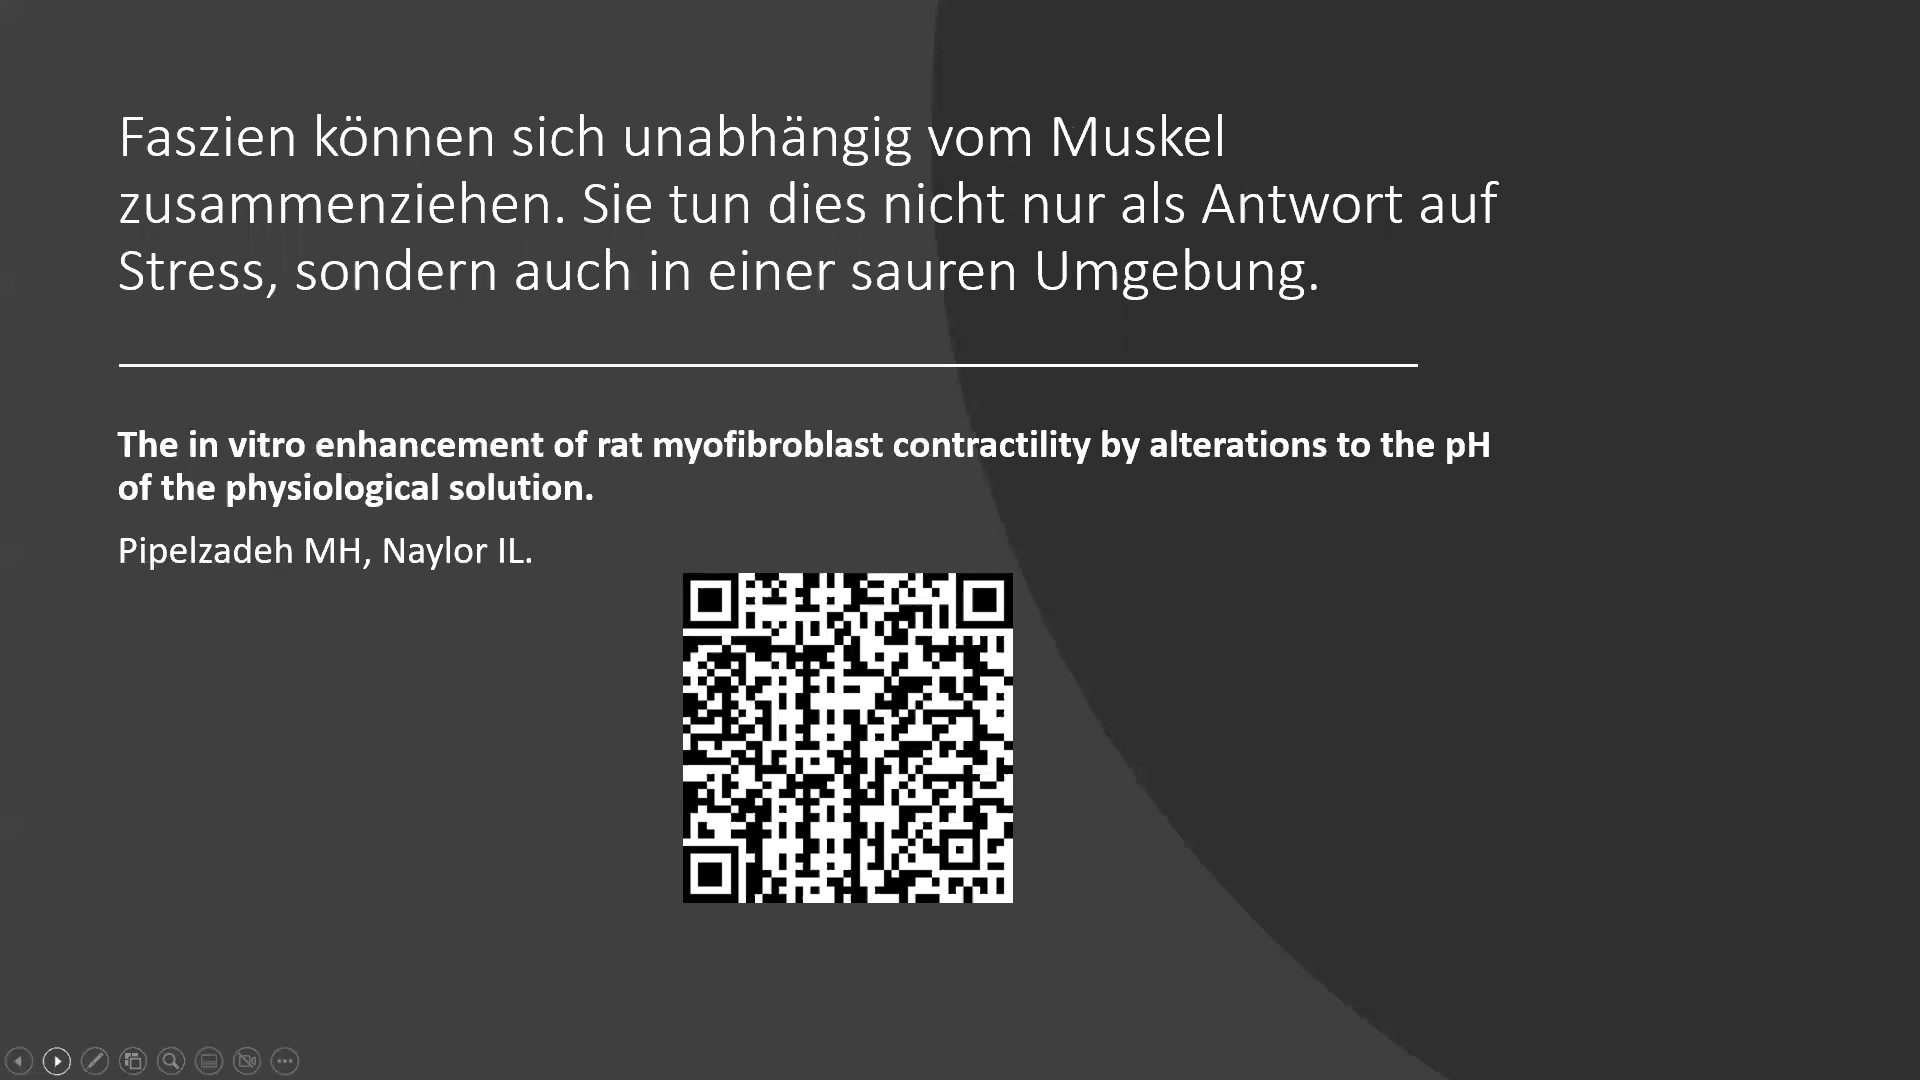 Faszien können sich unabhängig vom Muskel
zusammenziehen. Sie tun dies nicht nur als Antwort auf
Stress, sondern auch in einer sauren Umgebung.
The in vitro enhancement of rat myofibroblast contractility by alterations to the pH
of the physiological solution.
Pipelzadeh MH, Naylor IL.